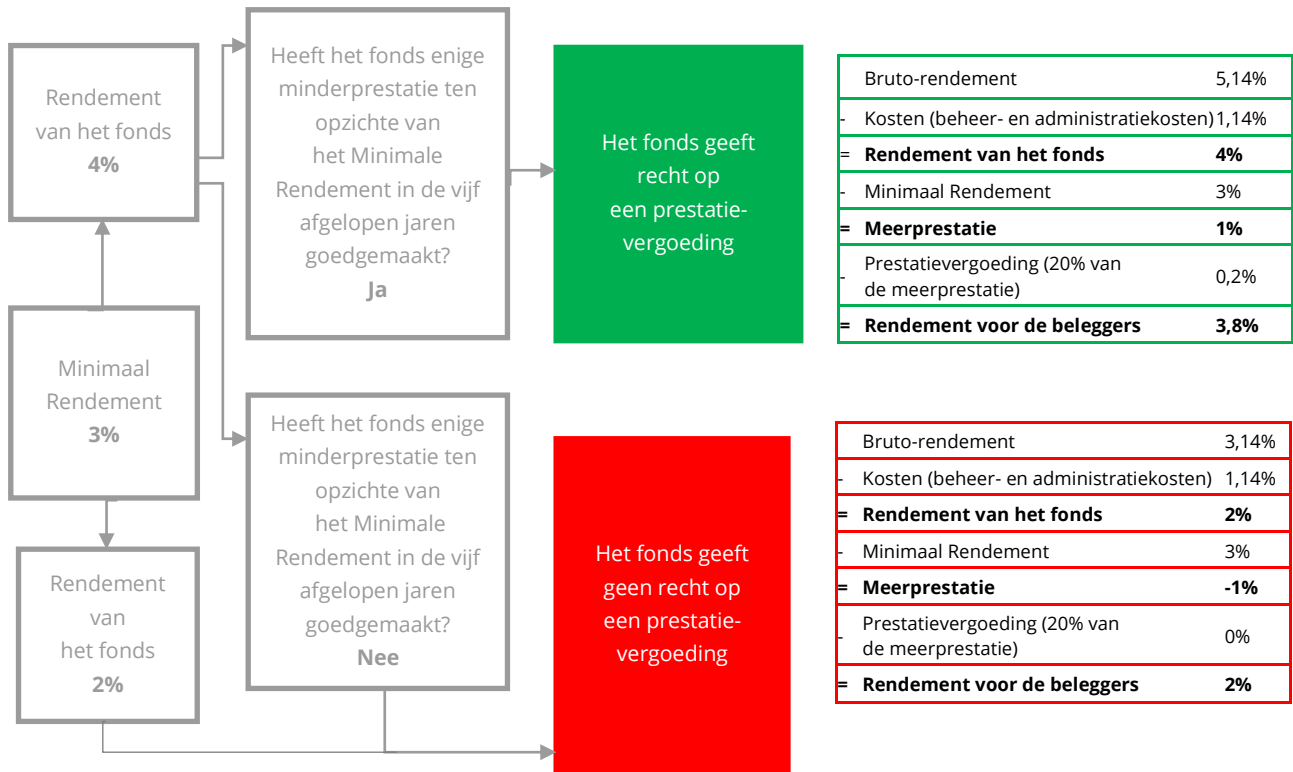 Rendement
van het fonds
4%
Minimaal
Rendement
3%
Rendement
van
het fonds
2%
Heeft het fonds enige
minderprestatie ten
opzichte van
het Minimale
Rendement in de vijf
afgelopen jaren
goedgemaakt?
Ja
Heeft het fonds enige
minderprestatie ten
opzichte van
het Minimale
Rendement in de vijf
afgelopen jaren
goedgemaakt?
Nee
Het fonds geeft
recht op
een prestatie-
vergoeding
Het fonds geeft
geen recht op
een prestatie-
vergoeding
Bruto-rendement 5,14%
- Kosten (beheer- en administratiekosten) 1,14%
= Rendement van het fonds 4%
- Minimaal Rendement 3%
= Meerprestatie 1%
- Prestatievergoeding (20% van
de meerprestatie) 0,2%
= Rendement voor de beleggers 3,8%
Bruto-rendement 3,14%
- Kosten (beheer- en administratiekosten) 1,14%
= Rendement van het fonds 2%
- Minimaal Rendement 3%
= Meerprestatie -1%
- Prestatievergoeding (20% van
de meerprestatie) 0%
= Rendement voor de beleggers 2%